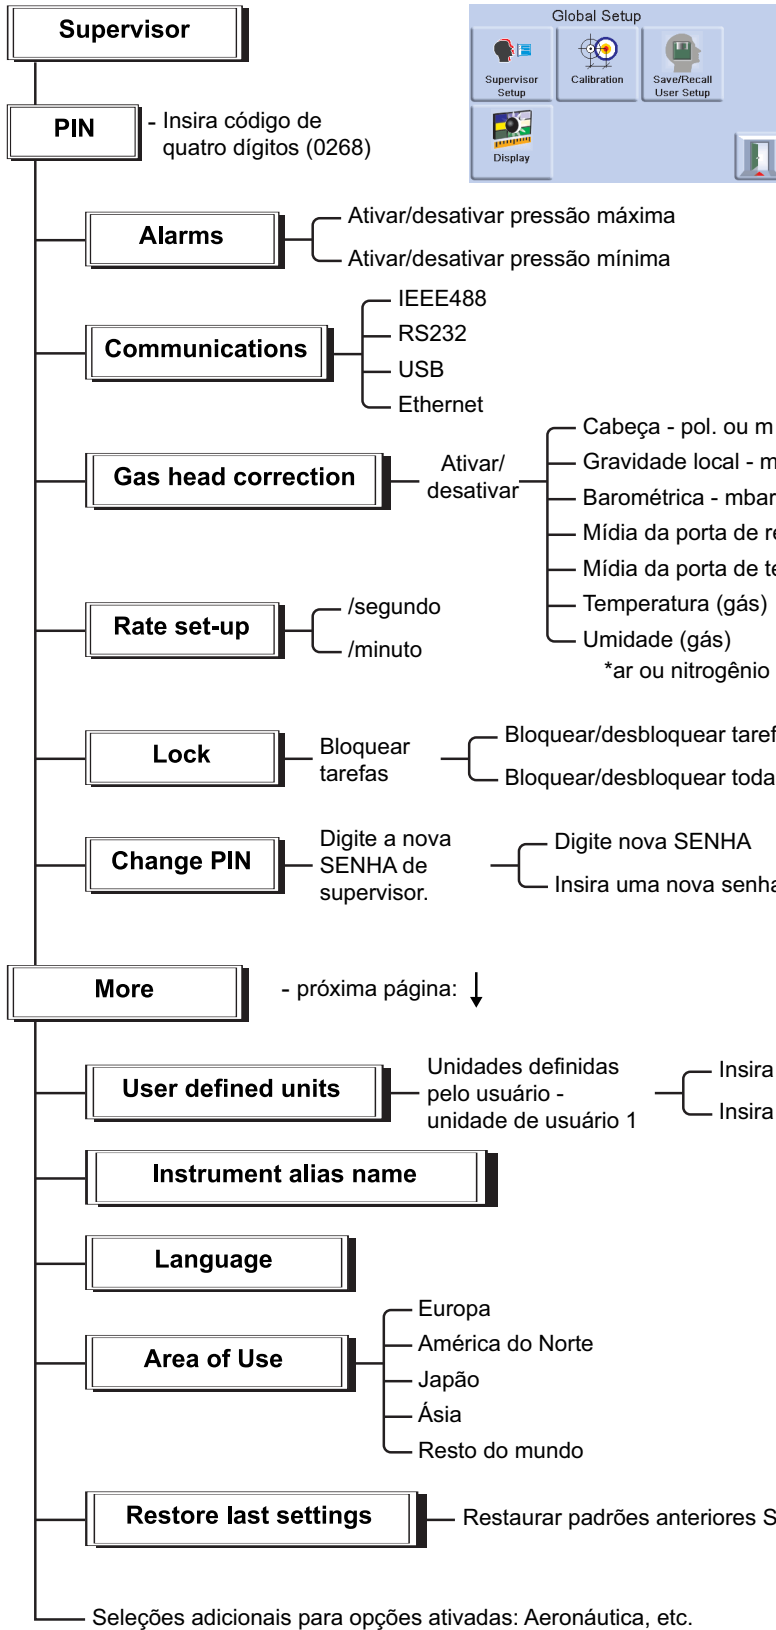 Supervisor
Global Setup
Supervisor
Setup
Calibration
Save/Recall
User Setup
Display
PIN
- Insira código de
quatro dígitos (0268)
Alarms
Ativar/desativar pressão máxima
Ativar/desativar pressão mínima
Communications
IEEE488
RS232
USB
Ethernet
Gas head correction
Ativar/
desativar
Cabeça - pol. ou m
Gravidade local - m
Barométrica - mbar
Mídia da porta de
Mídia da porta de
Temperatura (gás)
Umidade (gás)
*ar ou nitrogênio
Rate set-up
/segundo
/minuto
Lock
Bloquear
tarefas
Bloquear/desbloquear
Bloquear/desbloquear
Change PIN
Digite a nova
SENHA de
supervisor.
Digite nova SENHA
Insira uma nova senha
More
- próxima página:
User defined units
Unidades definidas
pelo usuário -
unidade de usuário 1
Insira
Insira
Instrument alias name
Language
Area of Use
Europa
América do Norte
Japão
Ásia
Resto do mundo
Restore last settings
Restaurar padrões anteriores
Seleções adicionais para opções ativadas: Aeronáutica, etc.